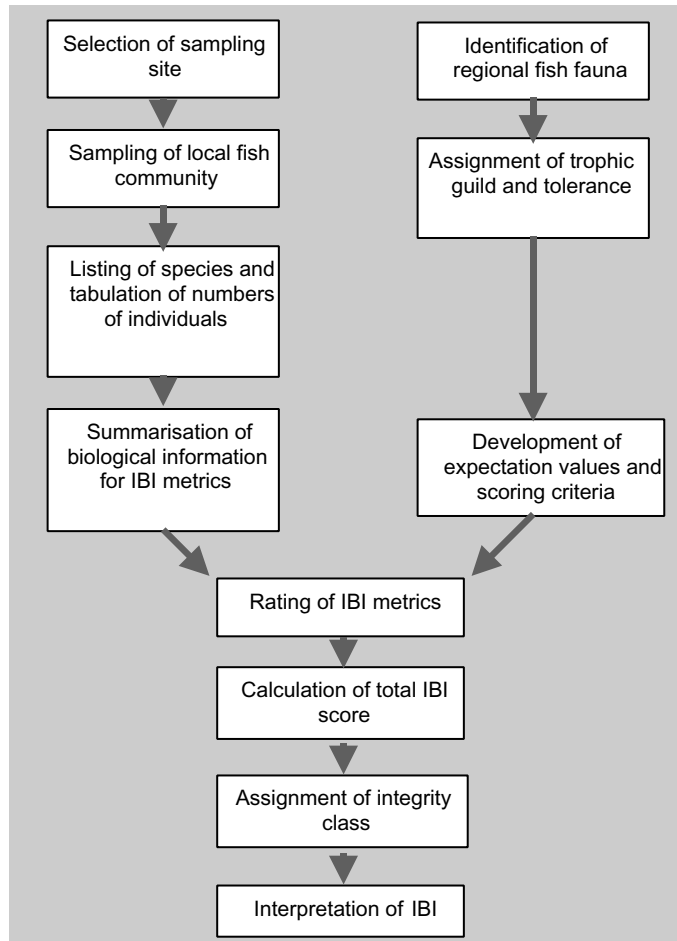 Selection of sampling
site
Sampling of local fish
community
Listing of species and
tabulation of numbers
of individuals
Summarisation of
biological information
for IBI metrics
Identification of
regional fish fauna
Assignment of trophic
guild and tolerance
Development of
expectation values and
scoring criteria
Rating of IBI metrics
Calculation of total IBI
score
Assignment of integrity
class
Interpretation of IBI